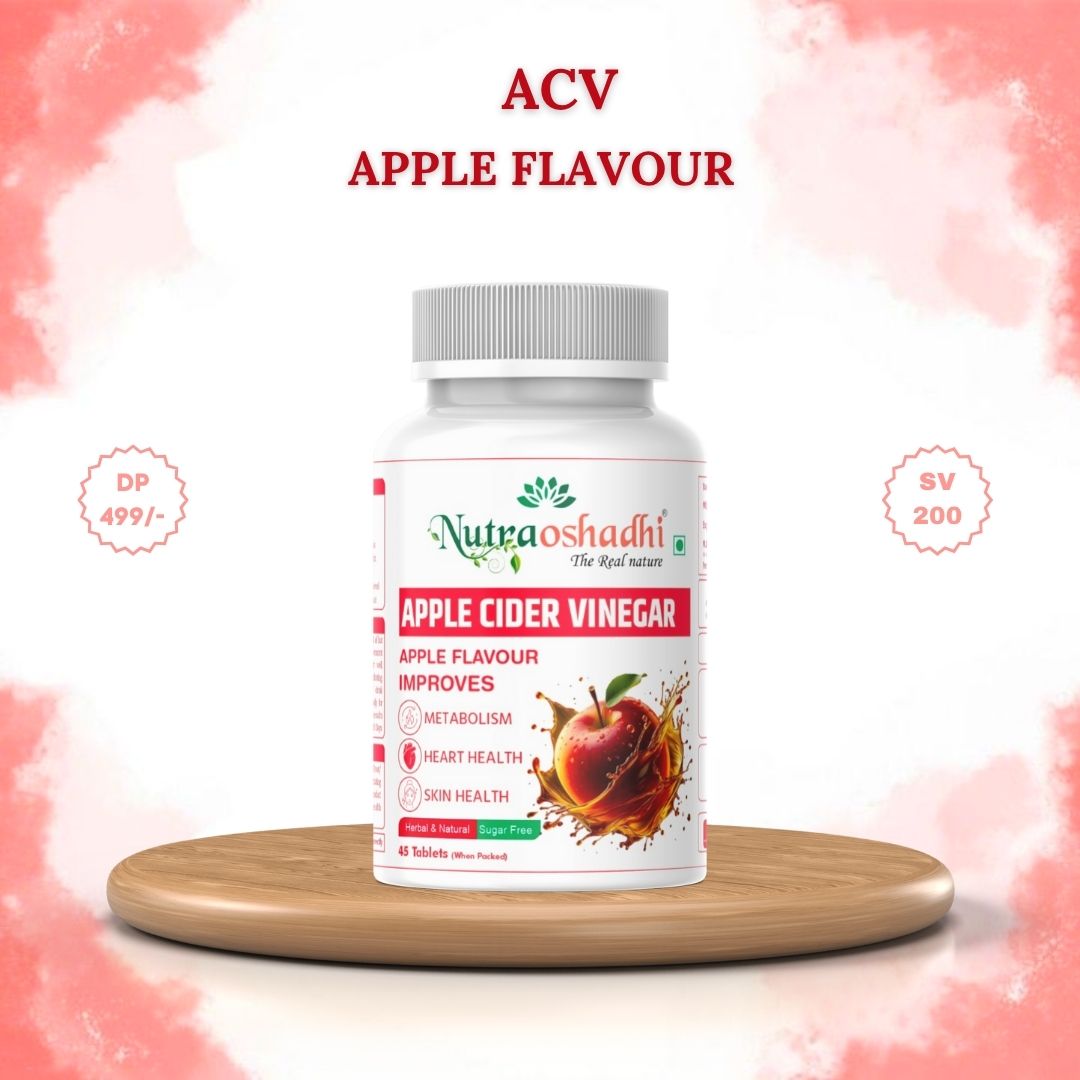 ACV
APPLE FLAVOUR
DP
499/-
SV
200
Nutraoshadhi®
The Real nature
APPLE CIDER VINEGAR
APPLE FLAVOUR
IMPROVES
METABOLISM
HEART HEALTH
SKIN HEALTH
Herbal & Natural Sugar Free
45 Tablets (When Packed)